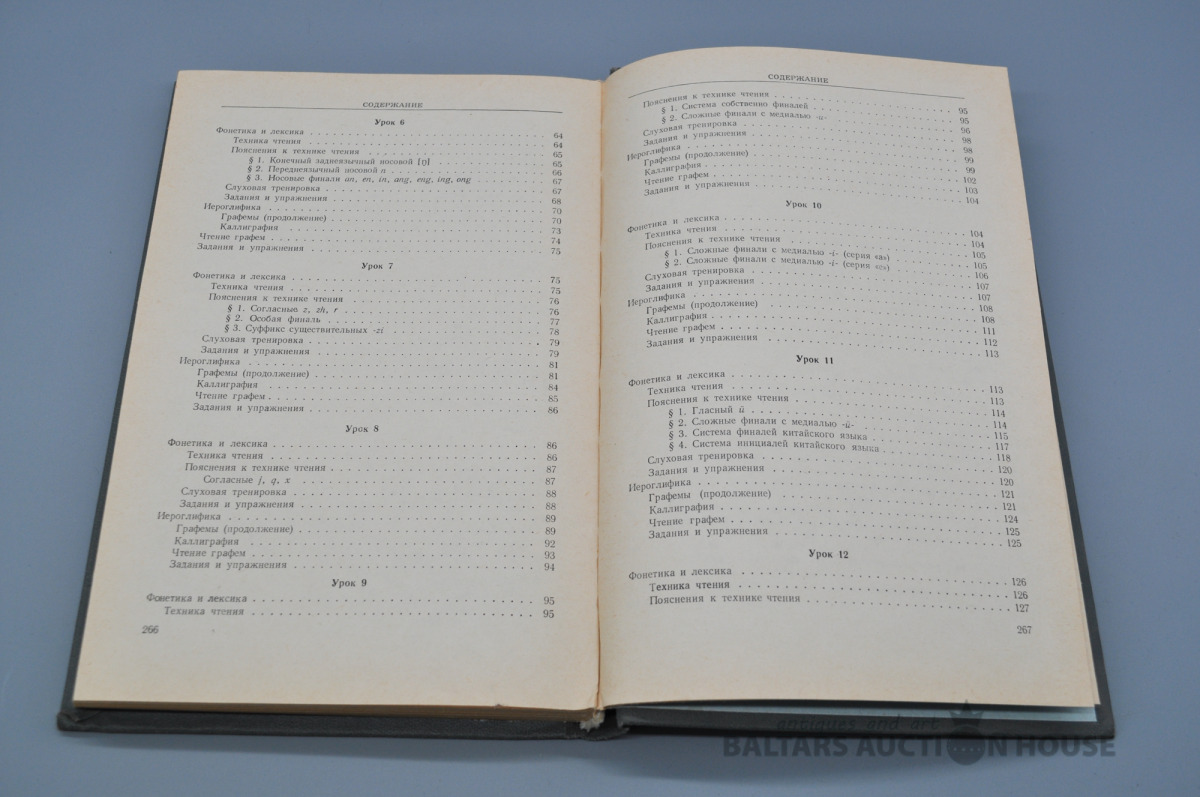 СОДЕРЖАНИЕ
Урок 6
Фонетика и лексика 64
Техника чтения 64
Пояснения к технике чтения 65
§ 1. Конечный заднеязычный носовой [ŋ] 65
§ 2. Переднеязычный носовой n 66
§ 3. Носовые финали an, en, in, ang, eng, ing, ong 67
Слуховая тренировка 67
Задания и упражнения 68
Иероглифика 70
Графемы (продолжение) 70
Каллиграфия 73
Чтение графем 74
Задания и упражнения 75
Урок 7
Фонетика и лексика 75
Техника чтения 75
Пояснения к технике чтения 76
§ 1. Согласные z, zh, r 76
§ 2. Особая финаль 77
§ 3. Суффикс существительных -zi 78
Слуховая тренировка 79
Задания и упражнения 79
Иероглифика 81
Графемы (продолжение) 81
Каллиграфия 84
Чтение графем 85
Задания и упражнения 86
Урок 8
Фонетика и лексика 86
Техника чтения 86
Пояснения к технике чтения 87
Согласные j, q, x 87
Слуховая тренировка 88
Задания и упражнения 88
Иероглифика 89
Графемы (продолжение) 89
Каллиграфия 92
Чтение графем 93
Задания и упражнения 94
Урок 9
Фонетика и лексика 95
Техника чтения 95
266
СОДЕРЖАНИЕ
Пояснения к технике чтения 95
§ 1. Система собственно финалей 95
§ 2. Сложные финали с медиалью -u- 96
Слуховая тренировка 98
Задания и упражнения 98
Иероглифика 99
Графемы (продолжение) 99
Каллиграфия 102
Чтение графем 103
Задания и упражнения 104
Урок 10
Фонетика и лексика 104
Техника чтения 104
Пояснения к технике чтения 105
§ 1. Сложные финали с медиалью -i- (серия «a») 105
§ 2. Сложные финали с медиалью -i- (серия «e») 106
Слуховая тренировка 107
Задания и упражнения 107
Иероглифика 108
Графемы (продолжение) 108
Каллиграфия 111
Чтение графем 112
Задания и упражнения 113
Урок 11
Фонетика и лексика 113
Техника чтения 113
Пояснения к технике чтения 114
§ 1. Гласный ü 114
§ 2. Сложные финали с медиалью -ü- 115
§ 3. Система финалей китайского языка 117
§ 4. Система инициалей китайского языка 118
Слуховая тренировка 120
Задания и упражнения 120
Иероглифика 121
Графемы (продолжение) 121
Каллиграфия 124
Чтение графем 125
Задания и упражнения 125
Урок 12
Фонетика и лексика 126
Техника чтения 126
Пояснения к технике чтения 127
267
antiques and art
BALTARS AUCTION HOUSE